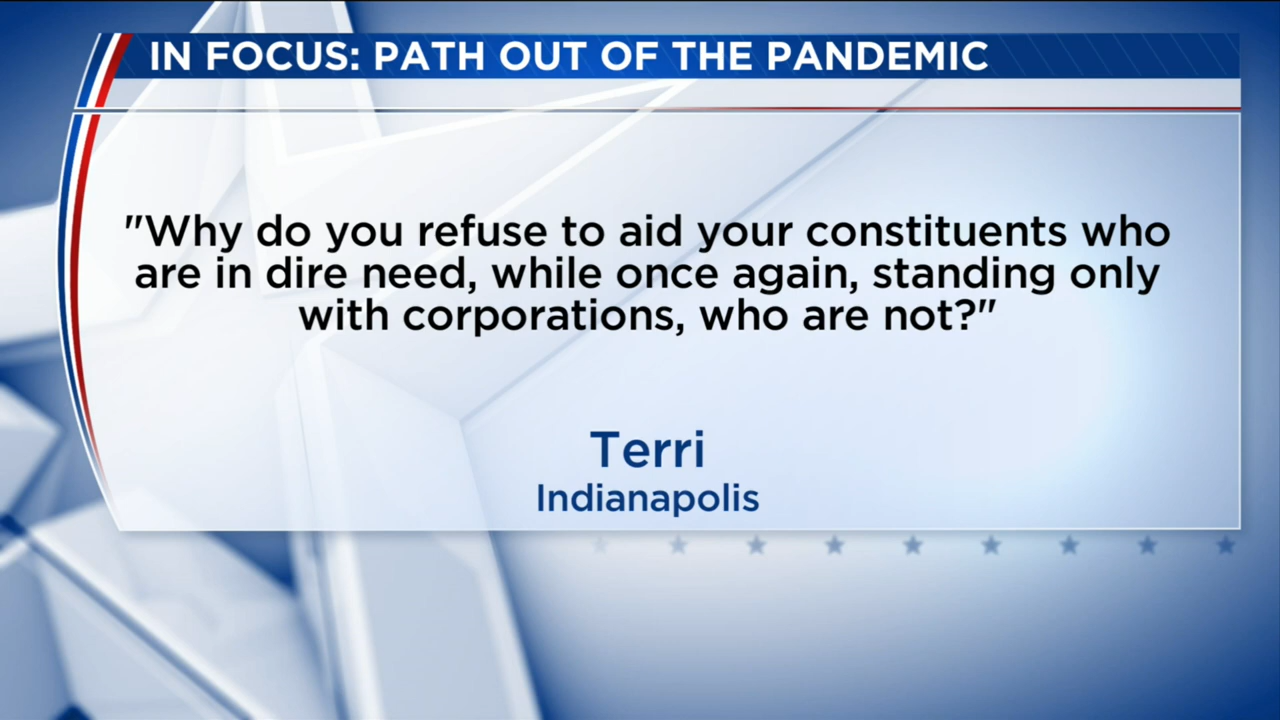 IN FOCUS: PATH OUT OF THE PANDEMIC
"Why do you refuse to aid your constituents who
are in dire need, while once again, standing only
with corporations, who are not?"
Terri
Indianapolis